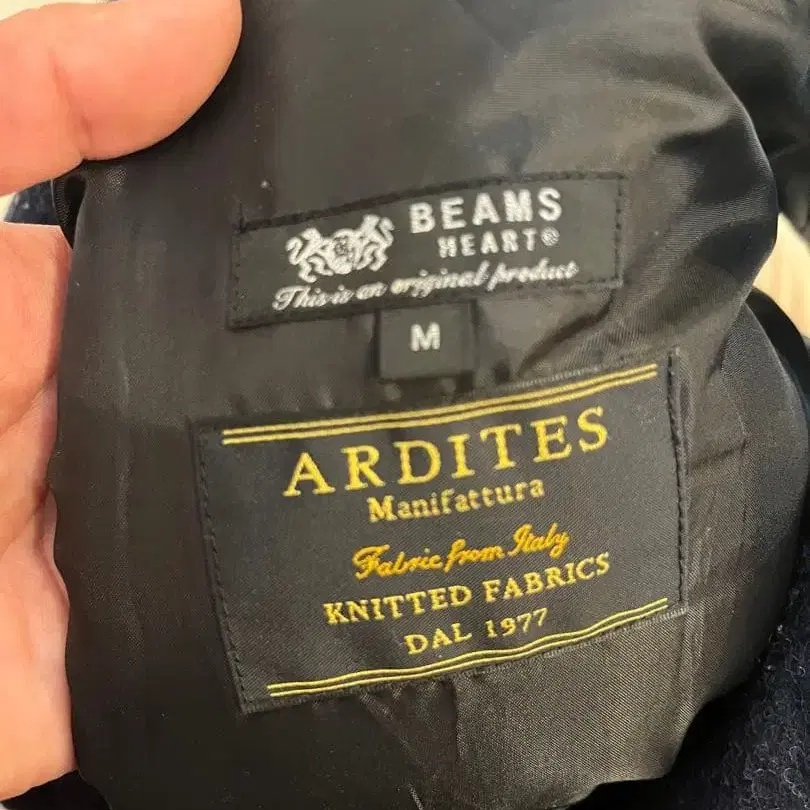 BEAMS
HEART®
This is an original product
M
ARDITES
Manifattura
Fabric from Italy
KNITTED FABRICS
DAL 1977